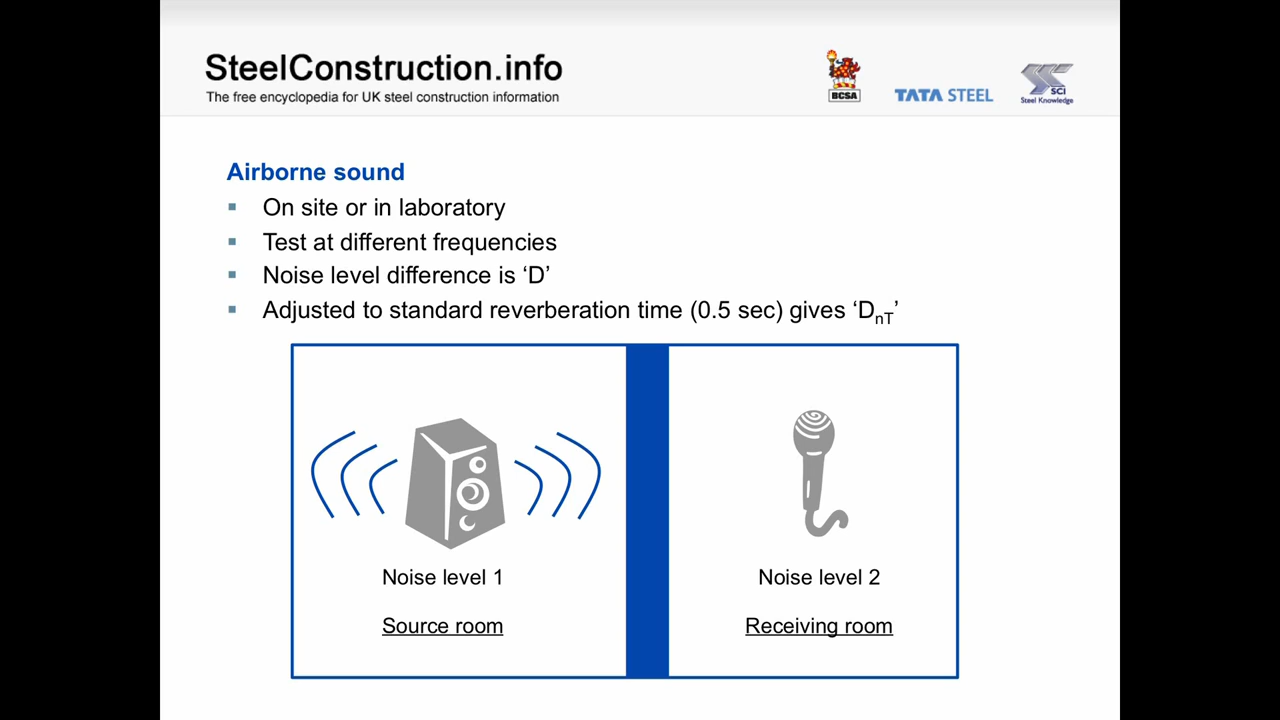 SteelConstruction.info
The free encyclopedia for UK steel construction information
BCSA
TATA STEEL
SCI
Steel Knowledge
Airborne sound
▪ On site or in laboratory
▪ Test at different frequencies
▪ Noise level difference is ‘D’
▪ Adjusted to standard reverberation time (0.5 sec) gives ‘DnT’
Noise level 1
Noise level 2
Source room
Receiving room